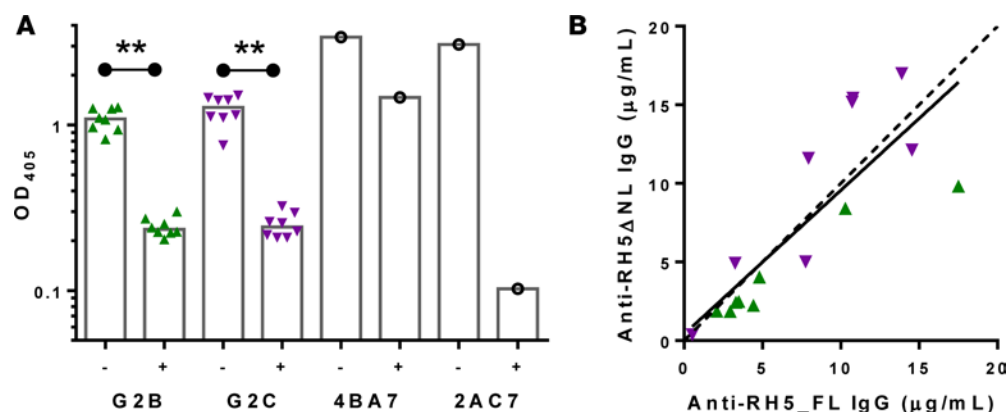 A
B
** **
OD405
1
0.1
- + - + - + - +
G2B G2C 4BA7 2AC7
Anti-RH5ΔNL IgG (µg/mL)
20
15
10
5
0
0 5 10 15 20
Anti-RH5_FL IgG (µg/mL)